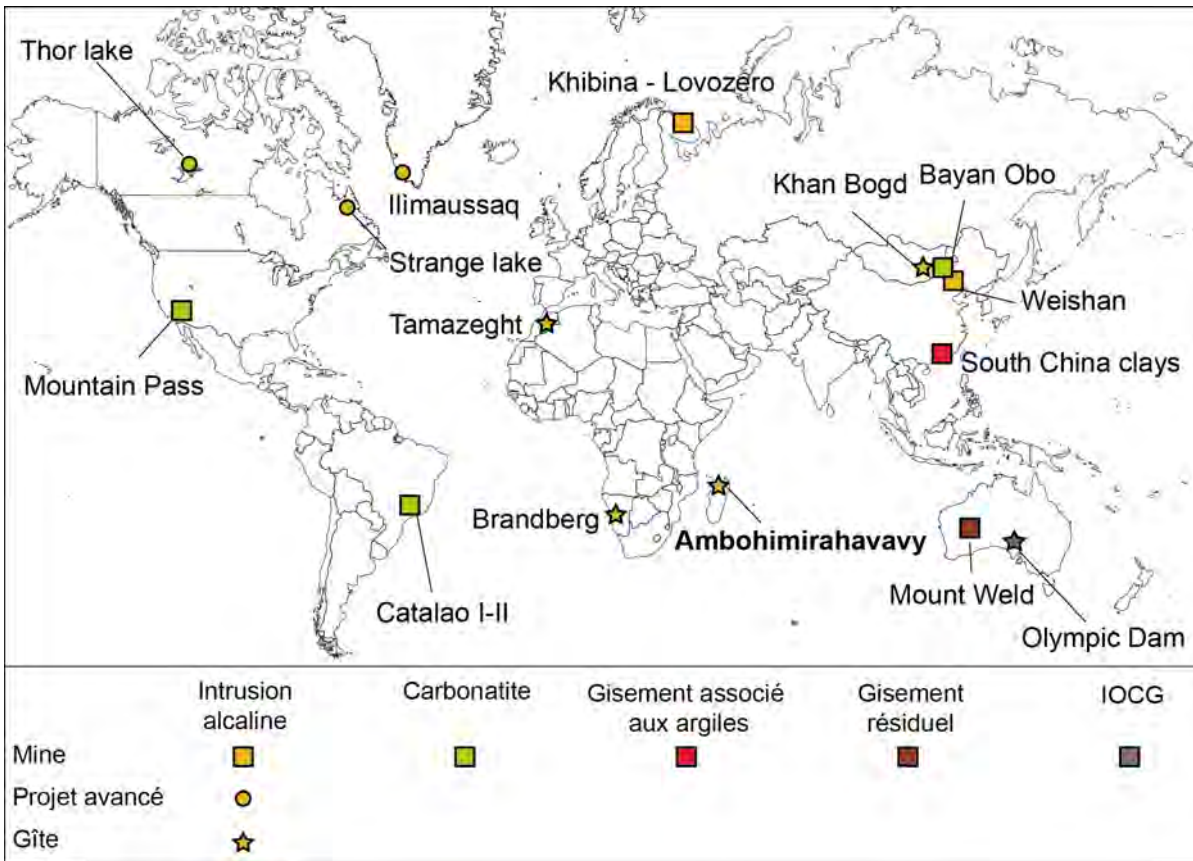 Thor lake
Khibina - Lovozero
Khan Bogd
Bayan Obo
Ilimaussaq
Strange lake
Weishan
Tamazeght
South China clays
Mountain Pass
Brandberg
Ambohimirahavavy
Mount Weld
Catalao I-II
Olympic Dam
Intrusion
alcaline
Carbonatite
Gisement associé
aux argiles
Gisement
résiduel
IOCG
Mine
Projet avancé
Gîte